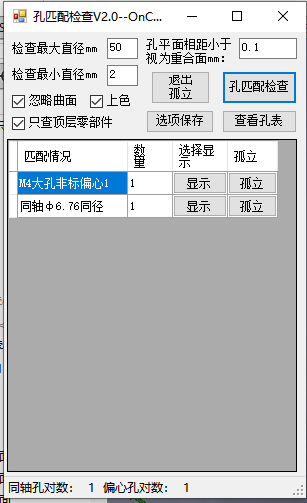 孔匹配检查V2.0--OnC...
检查最大直径mm 50 孔平面相距小于视为重合面mm: 0.1
检查最小直径mm 2 退出孤立 孔匹配检查
忽略曲面 上色
只查顶层零部件 选项保存 查看孔表
匹配情况 数量 选择显示 孤立
M4大孔非标偏心1 1 显示 孤立
同轴φ6.76同径 1 显示 孤立
同轴孔对数: 1 偏心孔对数: 1